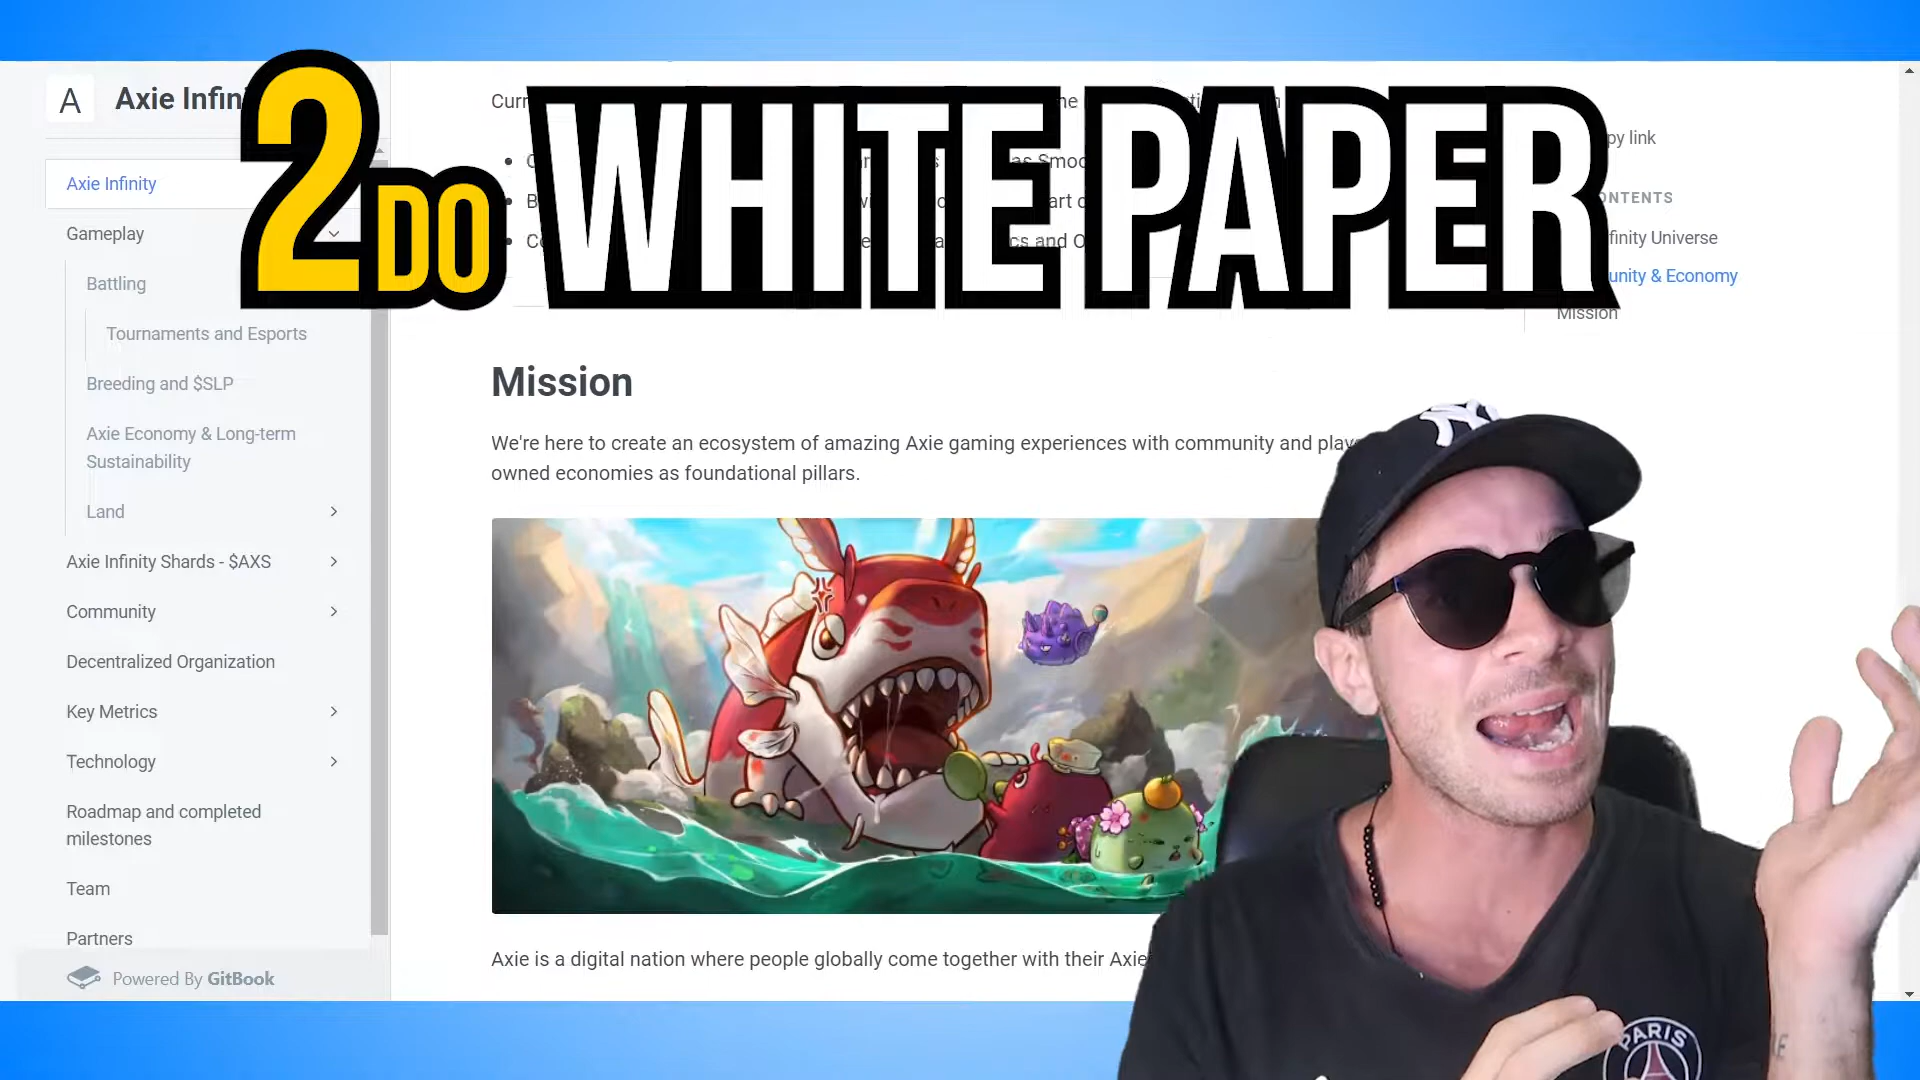 2DO WHITE PAPER
A
Axie Infini
Axie Infinity
Gameplay
Battling
Tournaments and Esports
Breeding and $SLP
Axie Economy & Long-term
Sustainability
Land
Axie Infinity Shards - $AXS
Community
Decentralized Organization
Key Metrics
Technology
Roadmap and completed
milestones
Team
Partners
Powered By GitBook
Mission
We're here to create an ecosystem of amazing Axie gaming experiences with community and playe
owned economies as foundational pillars.
Axie is a digital nation where people globally come together with their Axie
py link
ONTENTS
finity Universe
unity & Economy
Mission
NY
PARIS